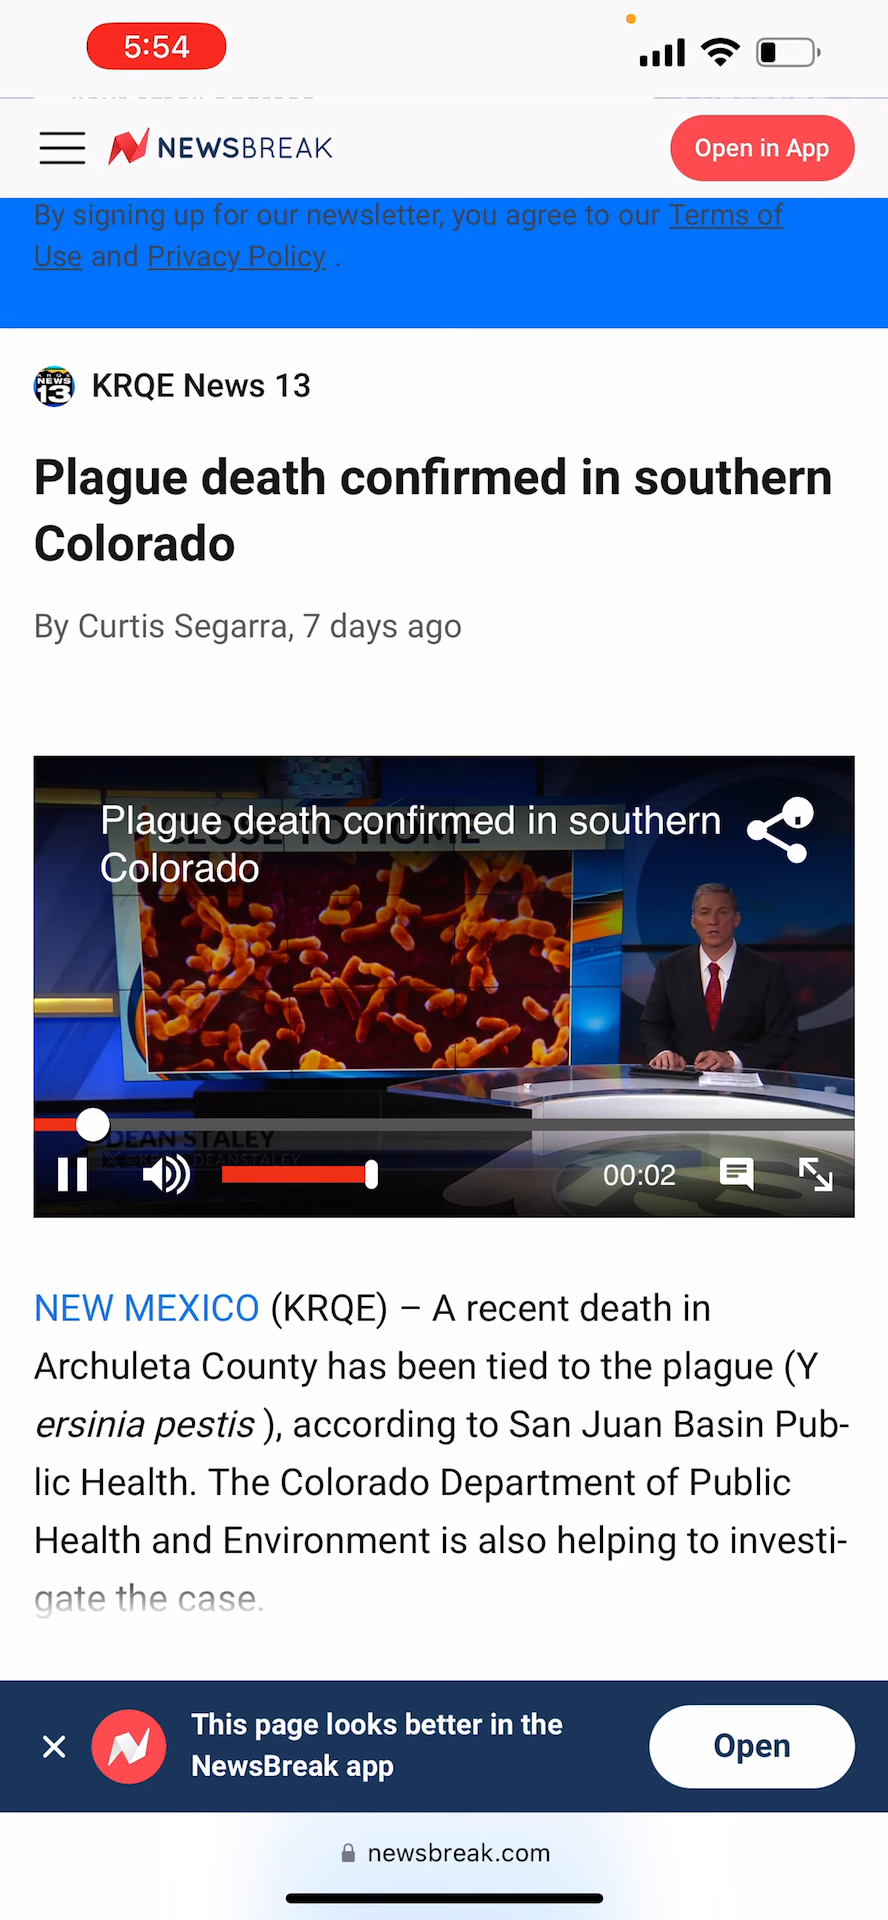 5:54
NEWSBREAK
Open in App
By signing up for our newsletter, you agree to our Terms of
Use and Privacy Policy .
NEWS
13
KRQE News 13
Plague death confirmed in southern
Colorado
By Curtis Segarra, 7 days ago
Plague death confirmed in southern
Colorado
CLOSE TO HOME
DEAN STALEY
00:02
NEW MEXICO (KRQE) – A recent death in
Archuleta County has been tied to the plague (Y
ersinia pestis ), according to San Juan Basin Pub-
lic Health. The Colorado Department of Public
Health and Environment is also helping to investi-
gate the case.
This page looks better in the
NewsBreak app
Open
newsbreak.com